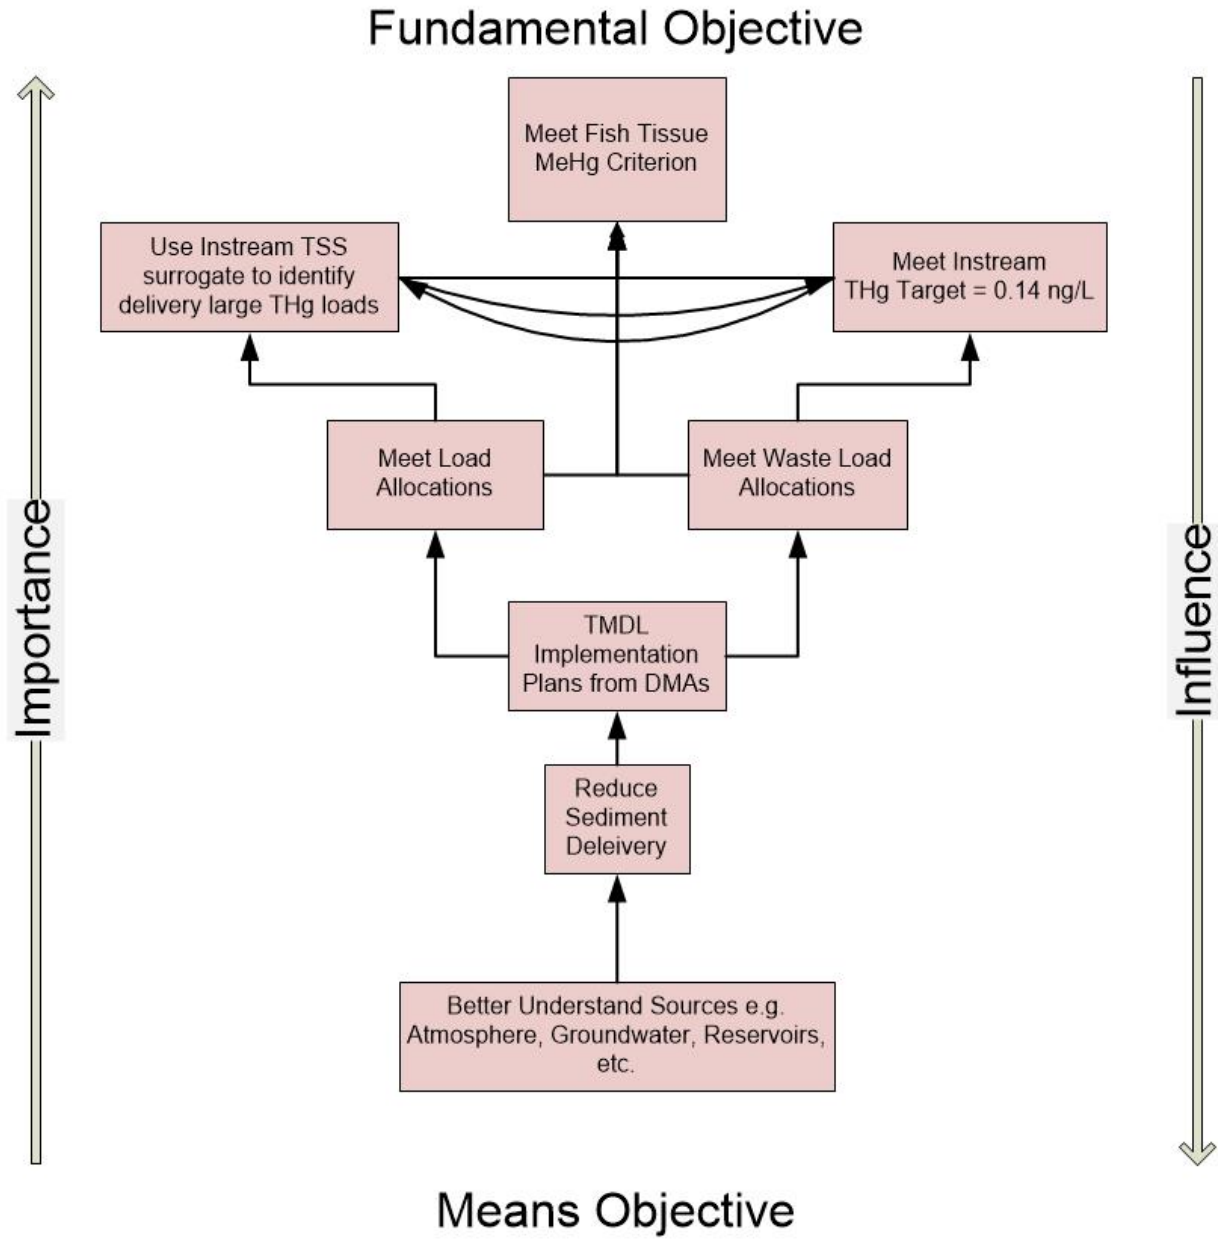 Fundamental Objective
Meet Fish Tissue
MeHg Criterion
Use Instream TSS
surrogate to identify
delivery large THg loads
Meet Instream
THg Target = 0.14 ng/L
Meet Load
Allocations
Meet Waste Load
Allocations
Importance
Influence
TMDL
Implementation
Plans from DMAs
Reduce
Sediment
Deleivery
Better Understand Sources e.g.
Atmosphere, Groundwater, Reservoirs,
etc.
Means Objective